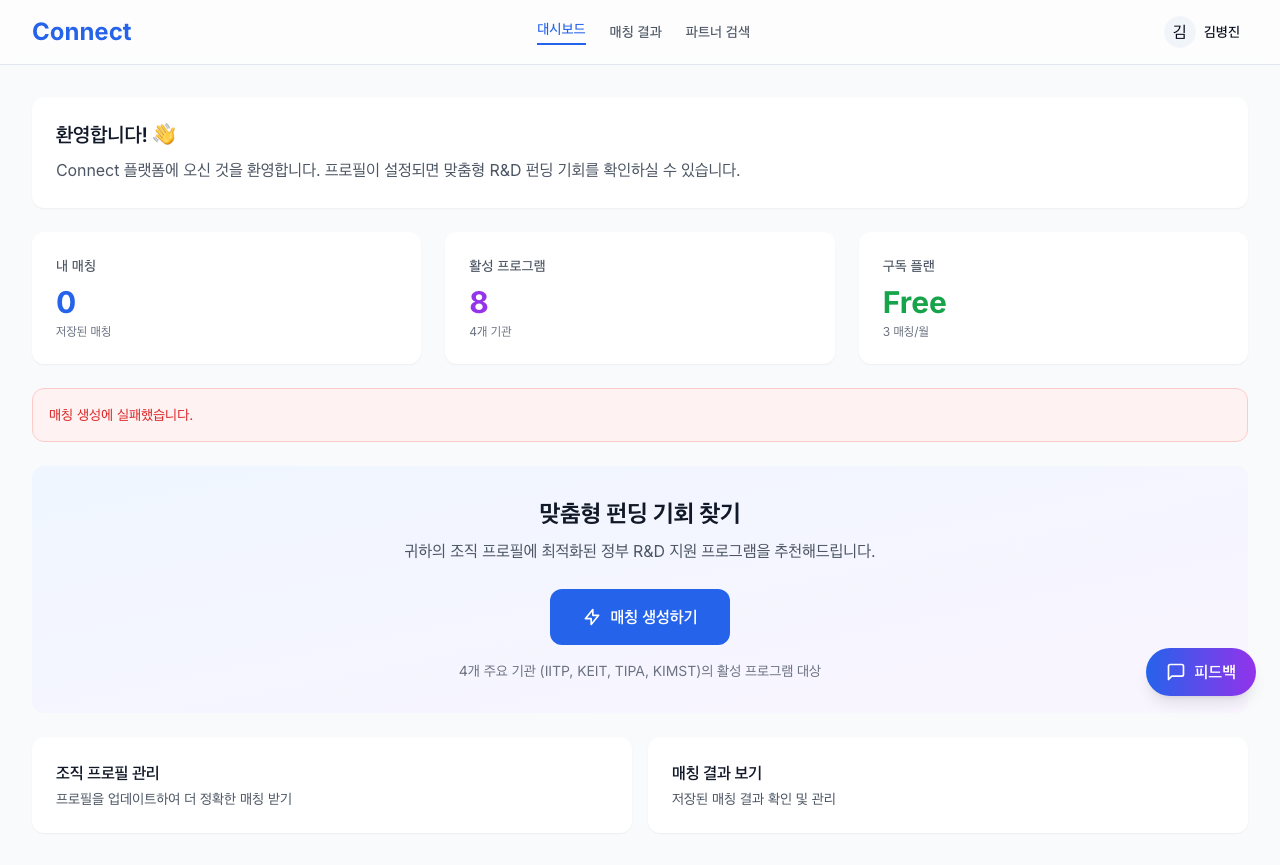 Connect
대시보드
매칭 결과
파트너 검색
김
김병진
환영합니다! 👋
Connect 플랫폼에 오신 것을 환영합니다. 프로필이 설정되면 맞춤형 R&D 펀딩 기회를 확인하실 수 있습니다.
내 매칭
0
저장된 매칭
활성 프로그램
8
4개 기관
구독 플랜
Free
3 매칭/월
매칭 생성에 실패했습니다.
맞춤형 펀딩 기회 찾기
귀하의 조직 프로필에 최적화된 정부 R&D 지원 프로그램을 추천해드립니다.
매칭 생성하기
4개 주요 기관 (IITP, KEIT, TIPA, KIMST)의 활성 프로그램 대상
피드백
조직 프로필 관리
프로필을 업데이트하여 더 정확한 매칭 받기
매칭 결과 보기
저장된 매칭 결과 확인 및 관리